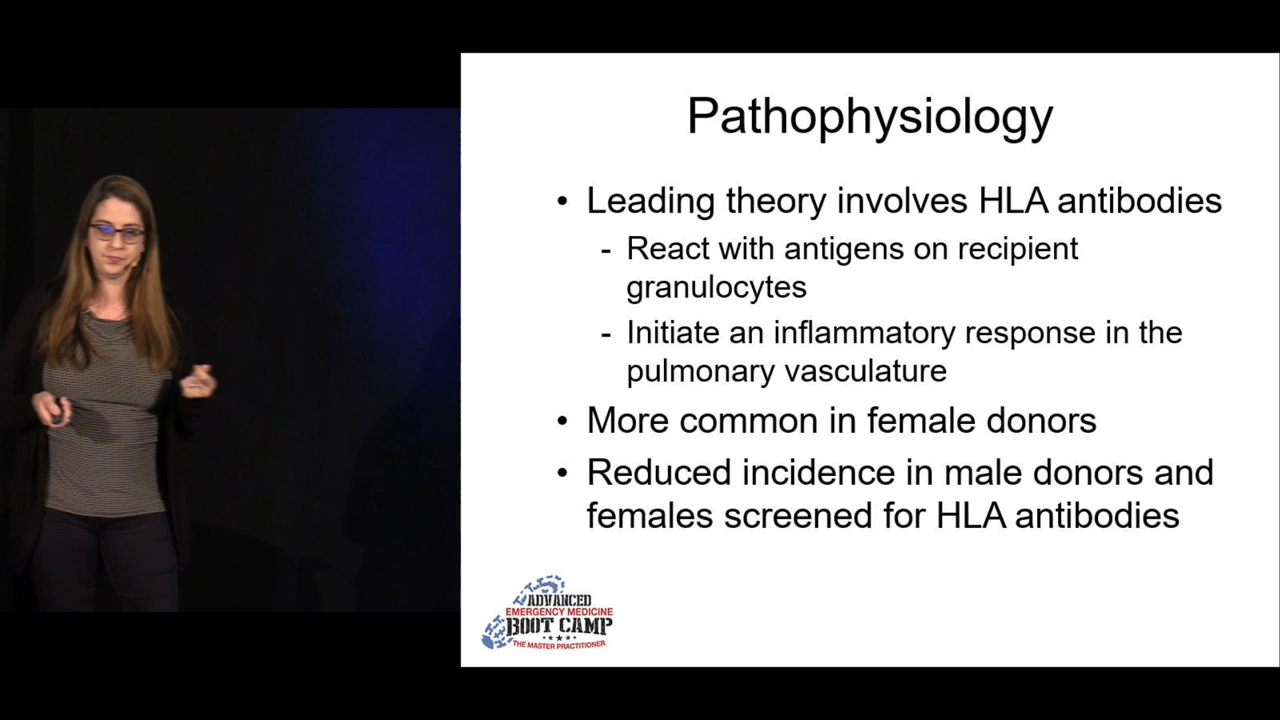 Pathophysiology
• Leading theory involves HLA antibodies
- React with antigens on recipient
granulocytes
- Initiate an inflammatory response in the
pulmonary vasculature
• More common in female donors
• Reduced incidence in male donors and
females screened for HLA antibodies
ADVANCED
EMERGENCY MEDICINE
BOOT CAMP
THE MASTER PRACTITIONER